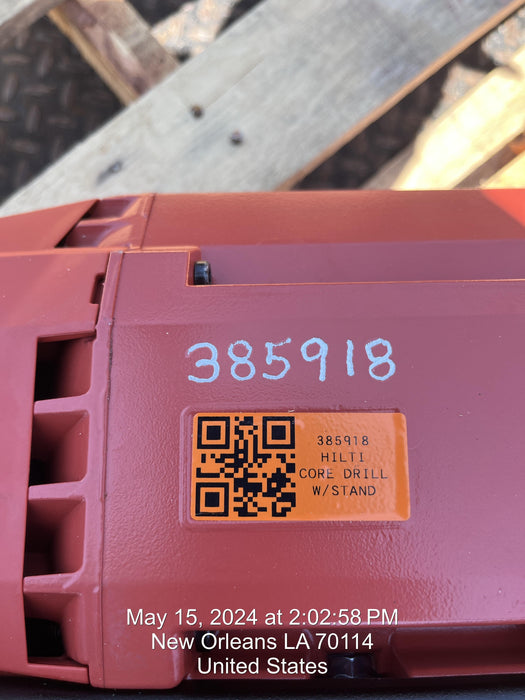 385918
385918
HILTI
CORE DRILL
W/STAND
May 15, 2024 at 2:02:58 PM
New Orleans LA 70114
United States